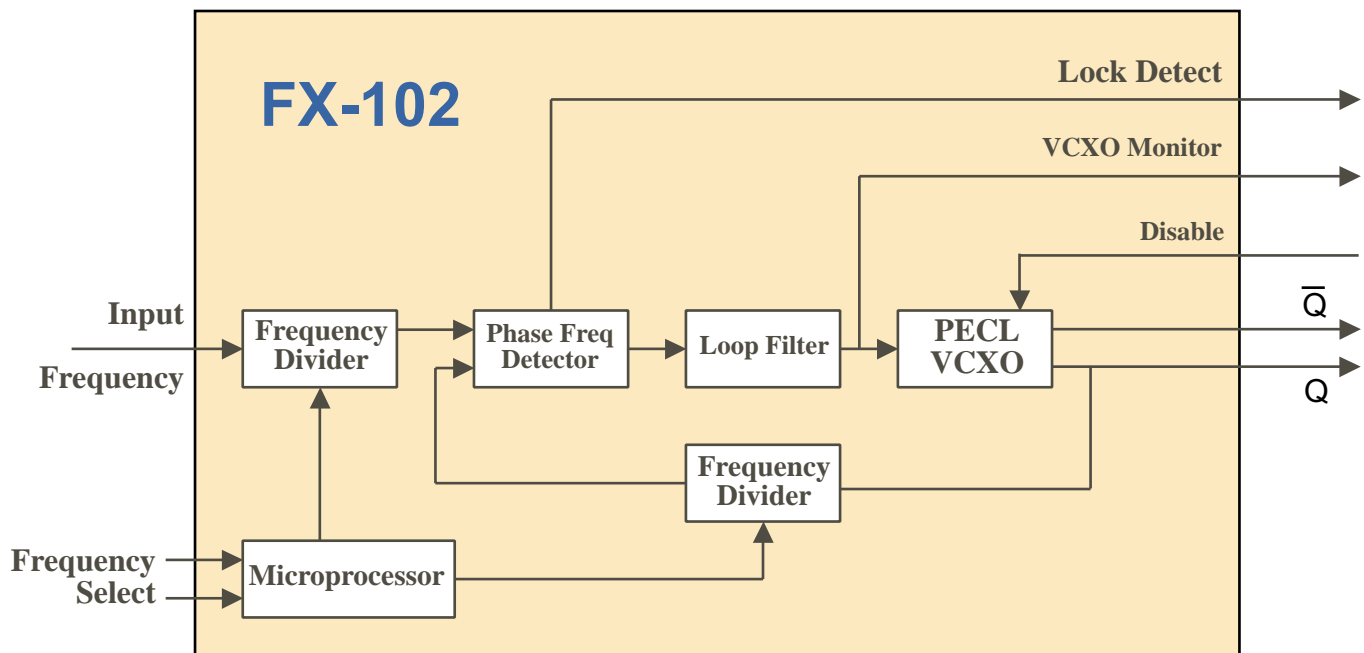 FX-102
Lock Detect
VCXO Monitor
Disable
Input
Frequency
Frequency
Divider
Phase Freq
Detector
Loop Filter
PECL
VCXO
Q̅
Q
Frequency
Divider
Frequency
Select
Microprocessor